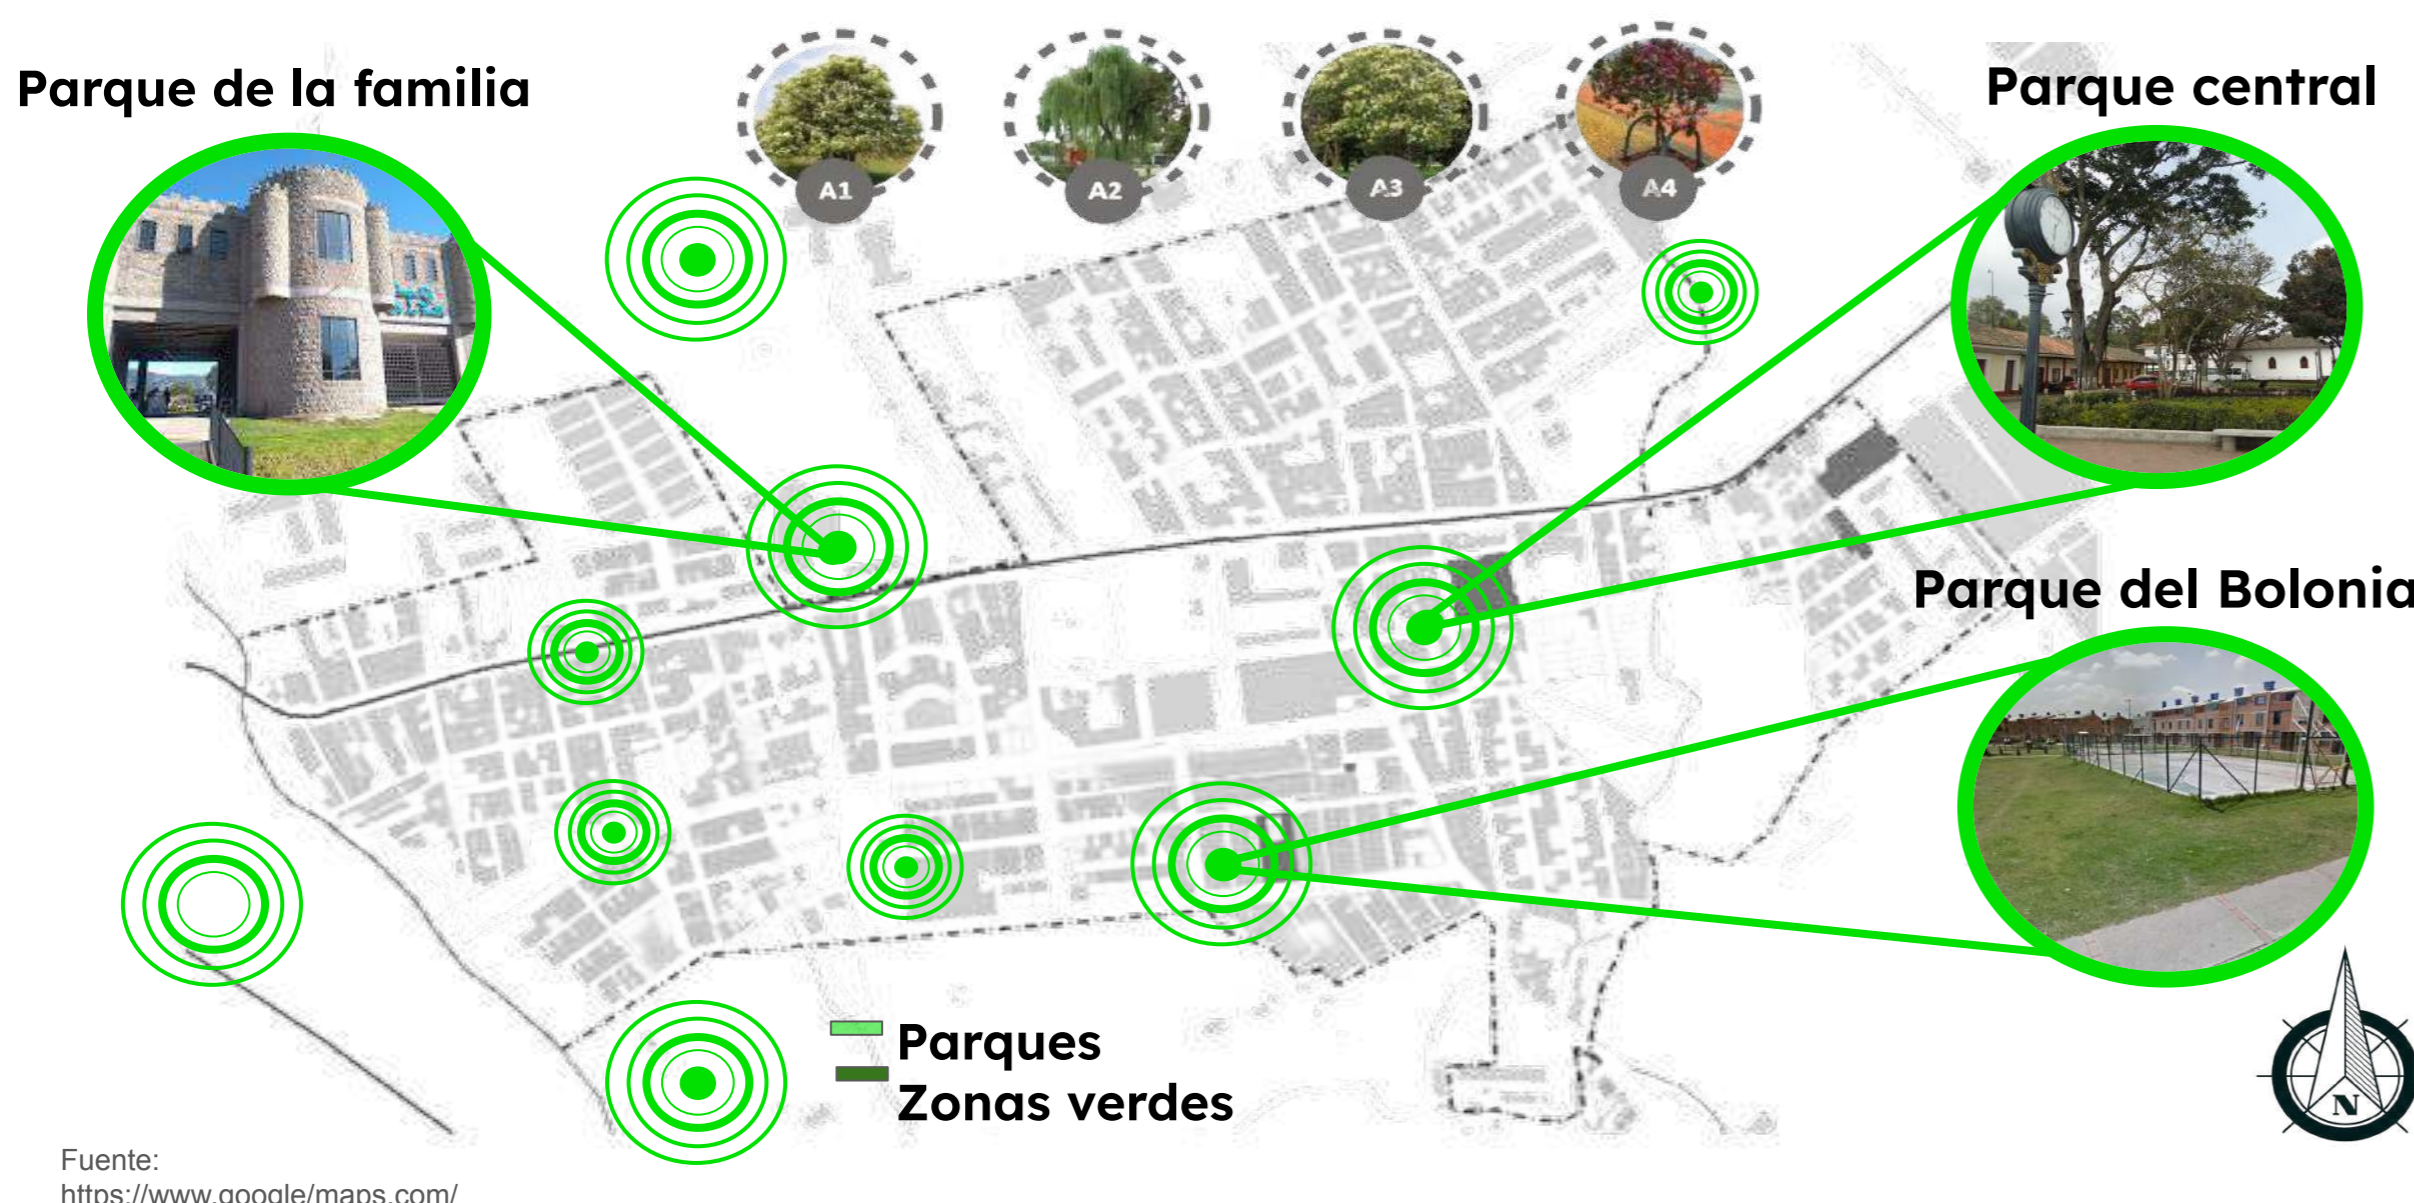 Parque de la familia
A1
A2
A3
A4
Parque central
Parque del Bolonia
Parques
Zonas verdes
N
Fuente:
https://www.google/maps.com/